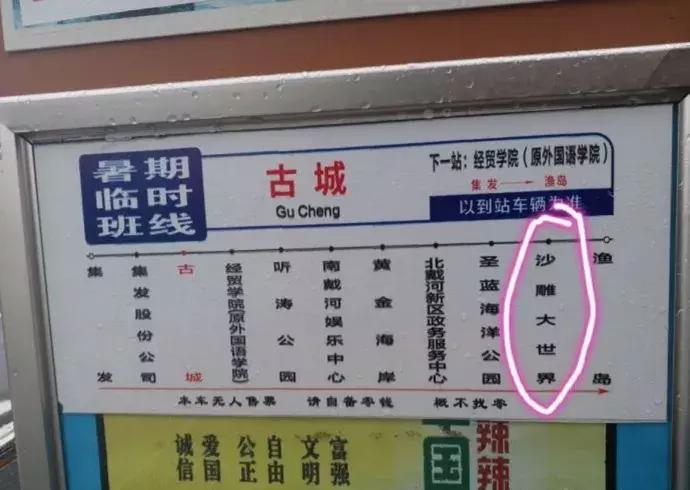 暑期
临时
班线
古城
Gu Cheng
下一站：经贸学院（原外国语学院）
集发 渔岛
以到站车辆为准
集发
集发股份公司
古城
经贸学院(原外国语学院)
听涛公园
南戴河娱乐中心
黄金海岸
北戴河新区政务服务中心
圣蓝海洋公园
沙雕大世界
渔岛
本车无人售票 请自备零钱 概不找零
诚信 爱国 公正 自由 文明 富强
国
辣辣